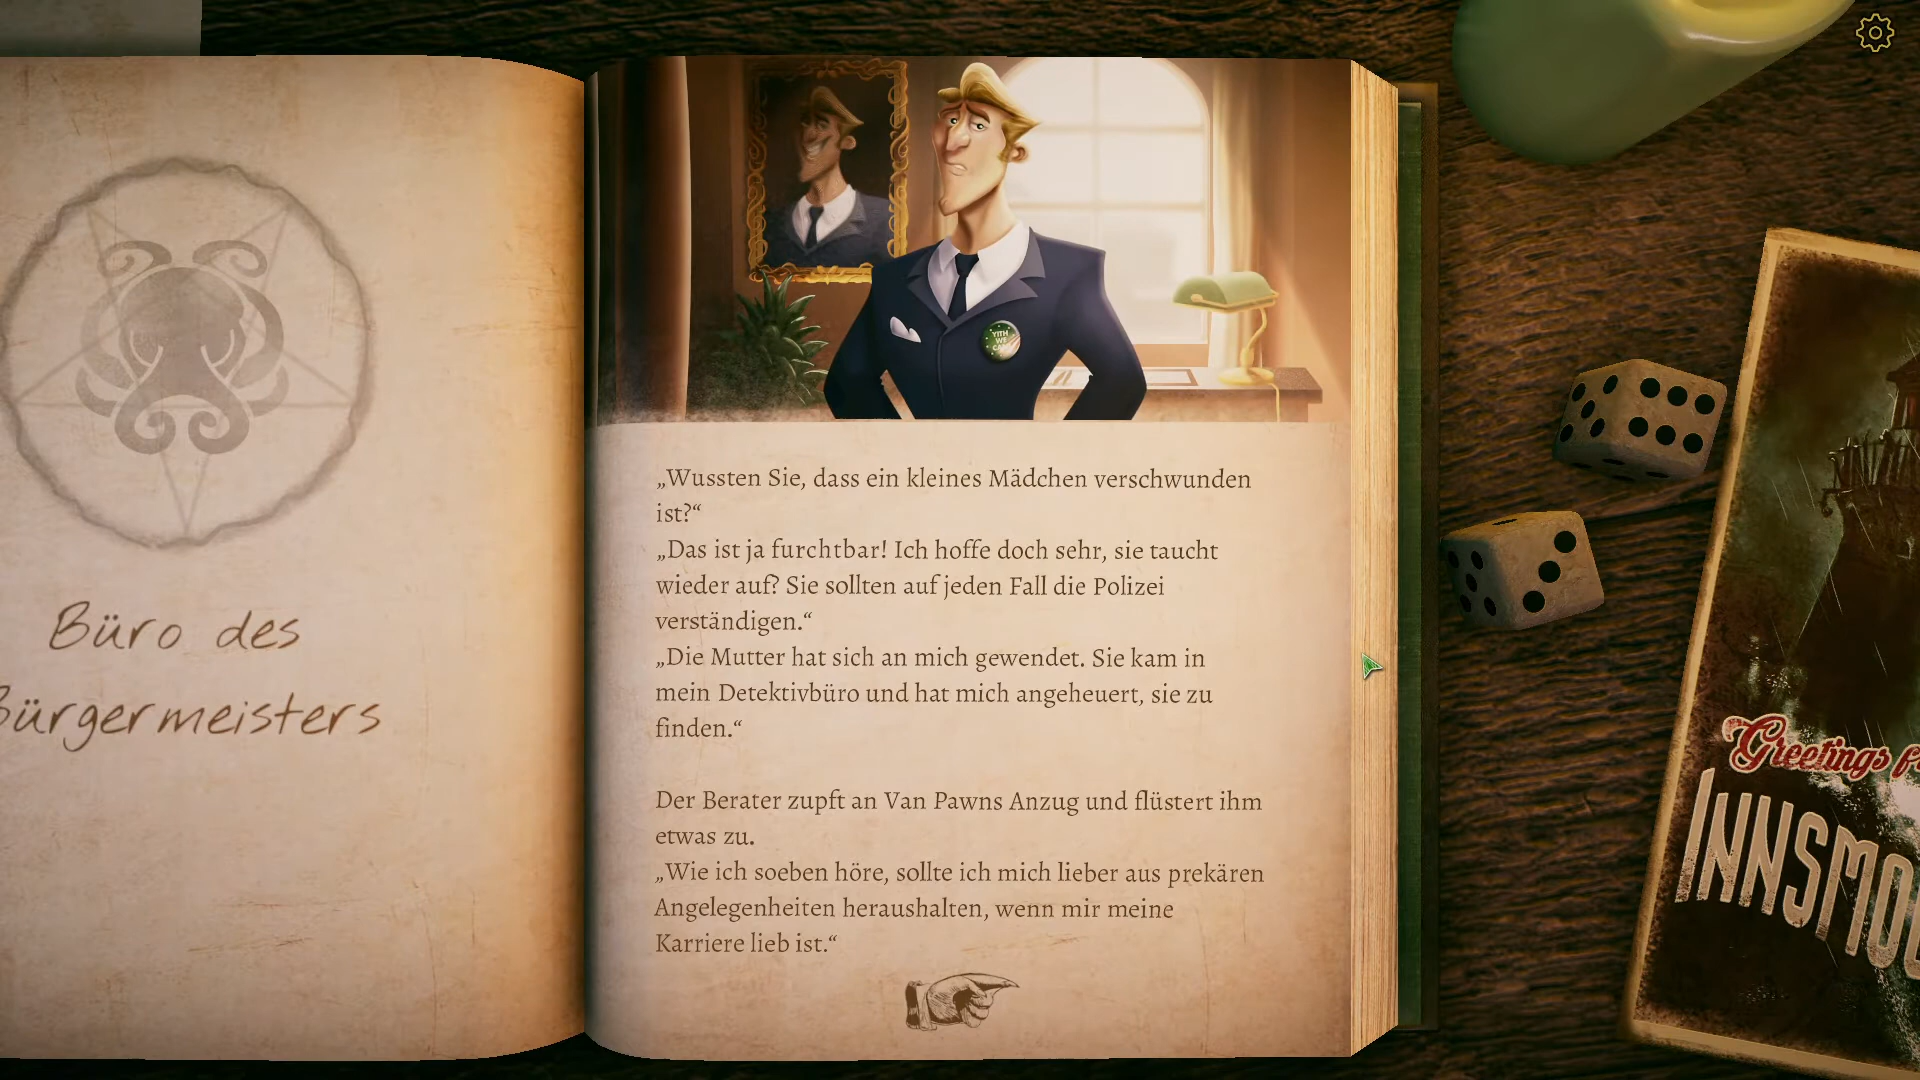 Büro des
Bürgermeisters
YITH
WE
„Wussten Sie, dass ein kleines Mädchen verschwunden
ist?“
„Das ist ja furchtbar! Ich hoffe doch sehr, sie taucht
wieder auf? Sie sollten auf jeden Fall die Polizei
verständigen.“
„Die Mutter hat sich an mich gewendet. Sie kam in
mein Detektivbüro und hat mich angeheuert, sie zu
finden.“
Der Berater zupft an Van Pawns Anzug und flüstert ihm
etwas zu.
„Wie ich soeben höre, sollte ich mich lieber aus prekären
Angelegenheiten heraushalten, wenn mir meine
Karriere lieb ist.“
Greetings